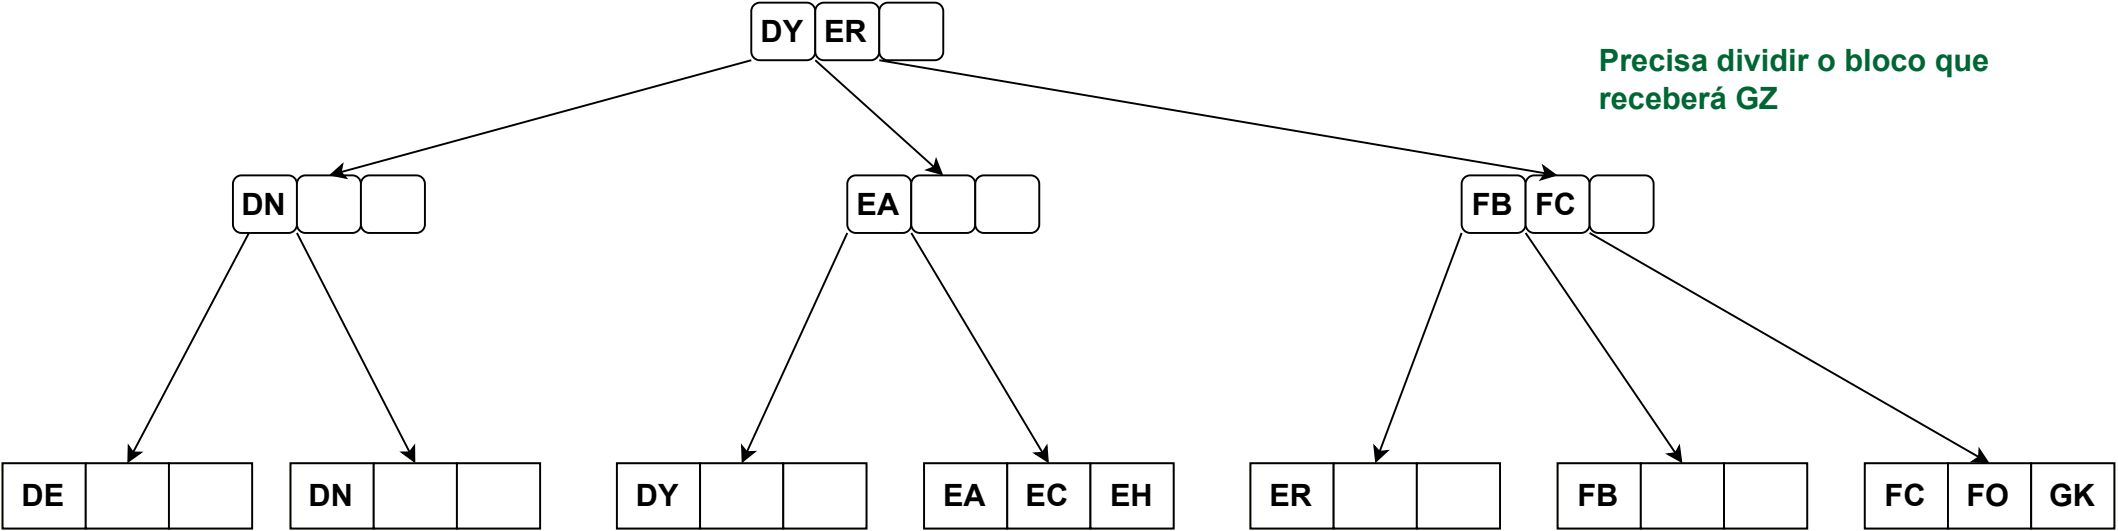 DY ER
Precisa dividir o bloco que
receberá GZ
DN
EA
FB FC
DE
DN
DY
EA EC EH
ER
FB
FC FO GK